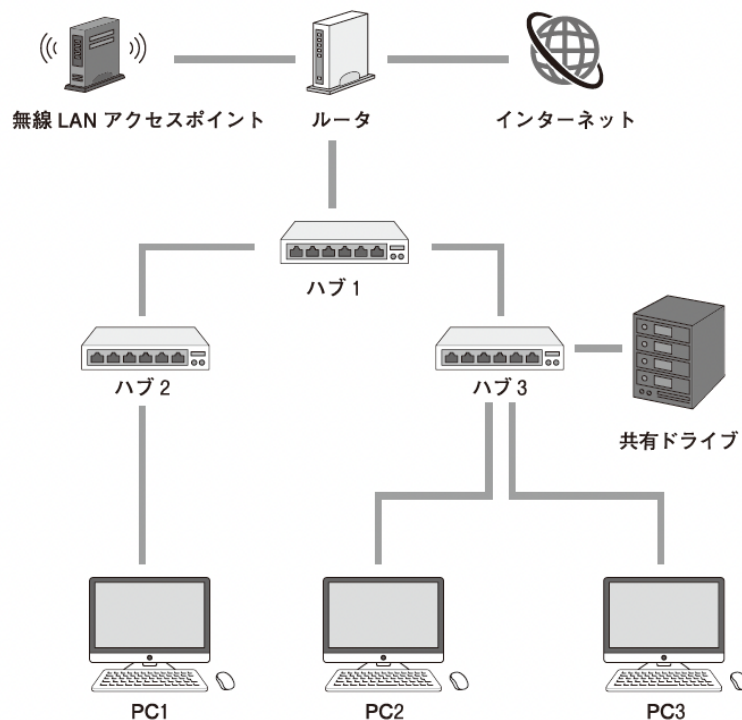 無線 LAN アクセスポイント
ルータ
インターネット
ハブ 1
ハブ 2
ハブ 3
共有ドライブ
PC1
PC2
PC3